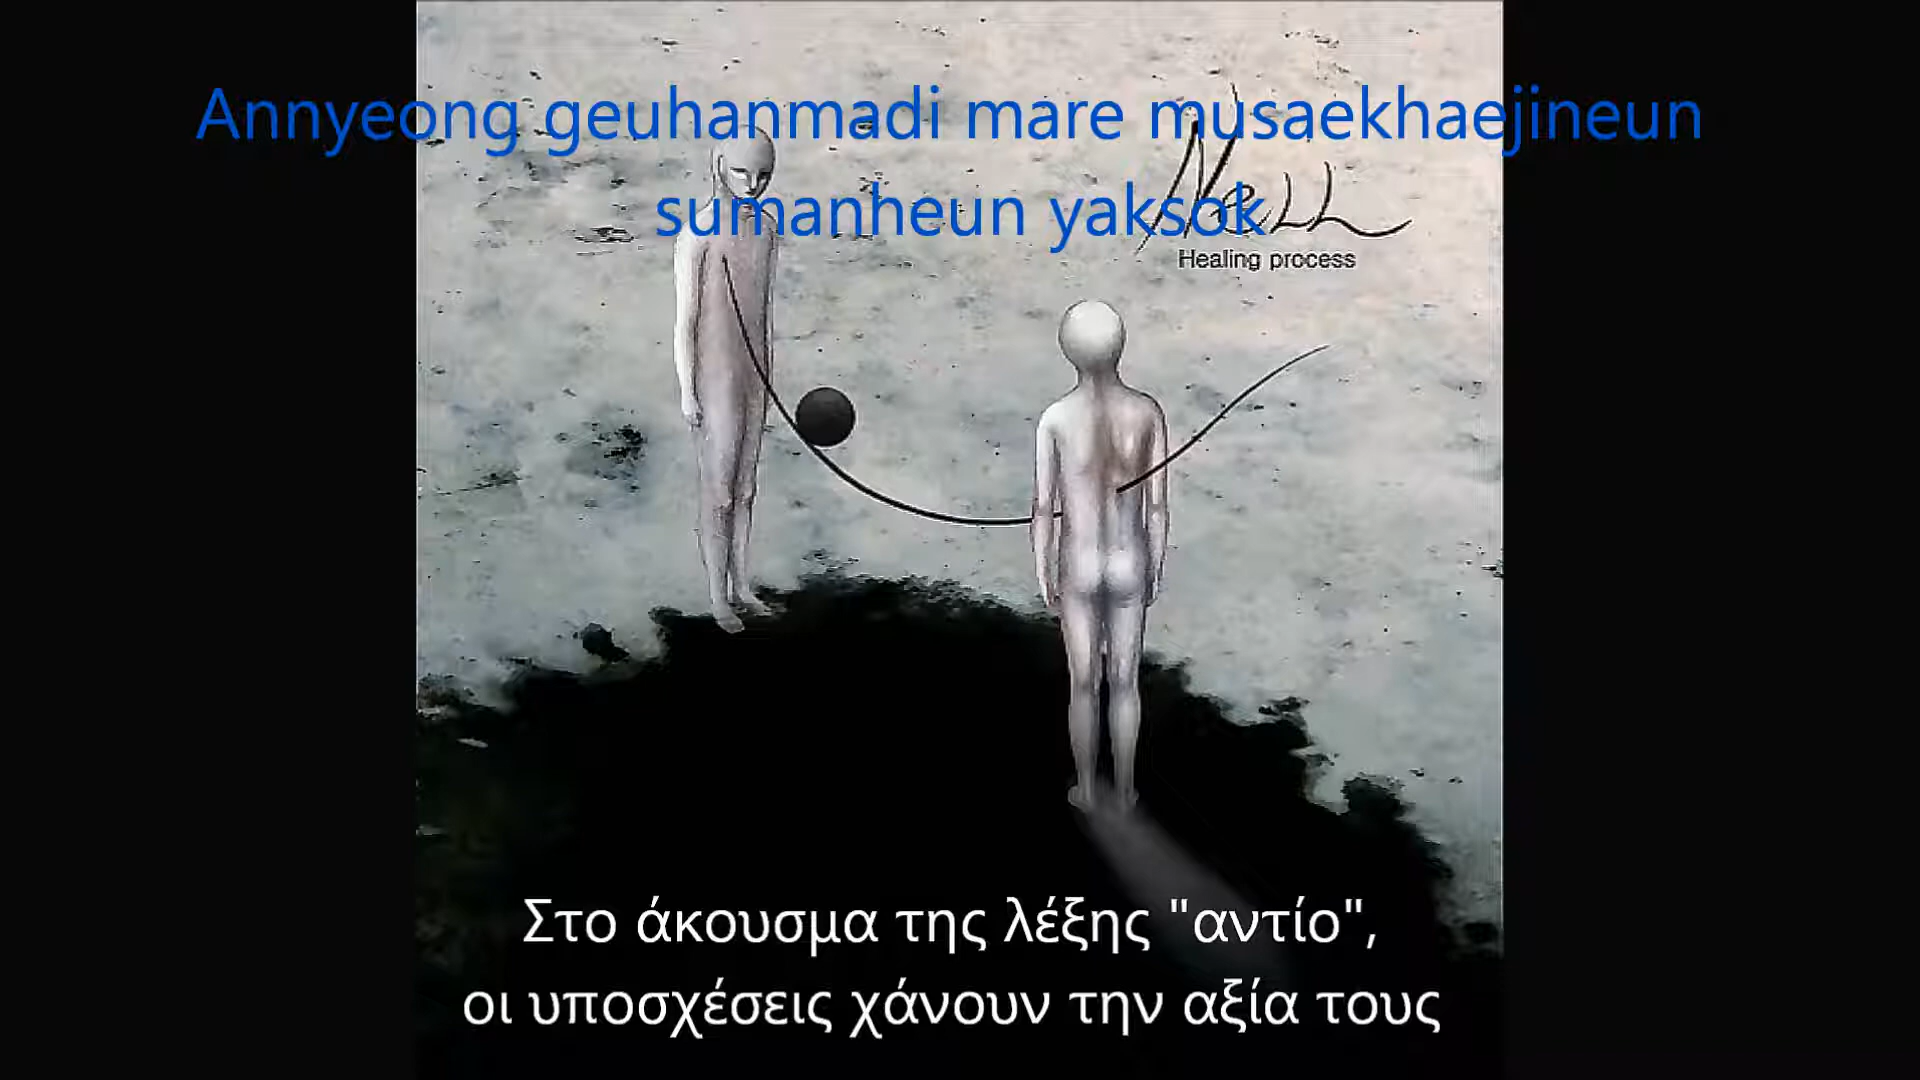 Annyeong geuhanmadi mare musaekhaejineun
sumanheun yaksok
Nell
Healing process
Στο άκουσμα της λέξης "αντίο",
οι υποσχέσεις χάνουν την αξία τους